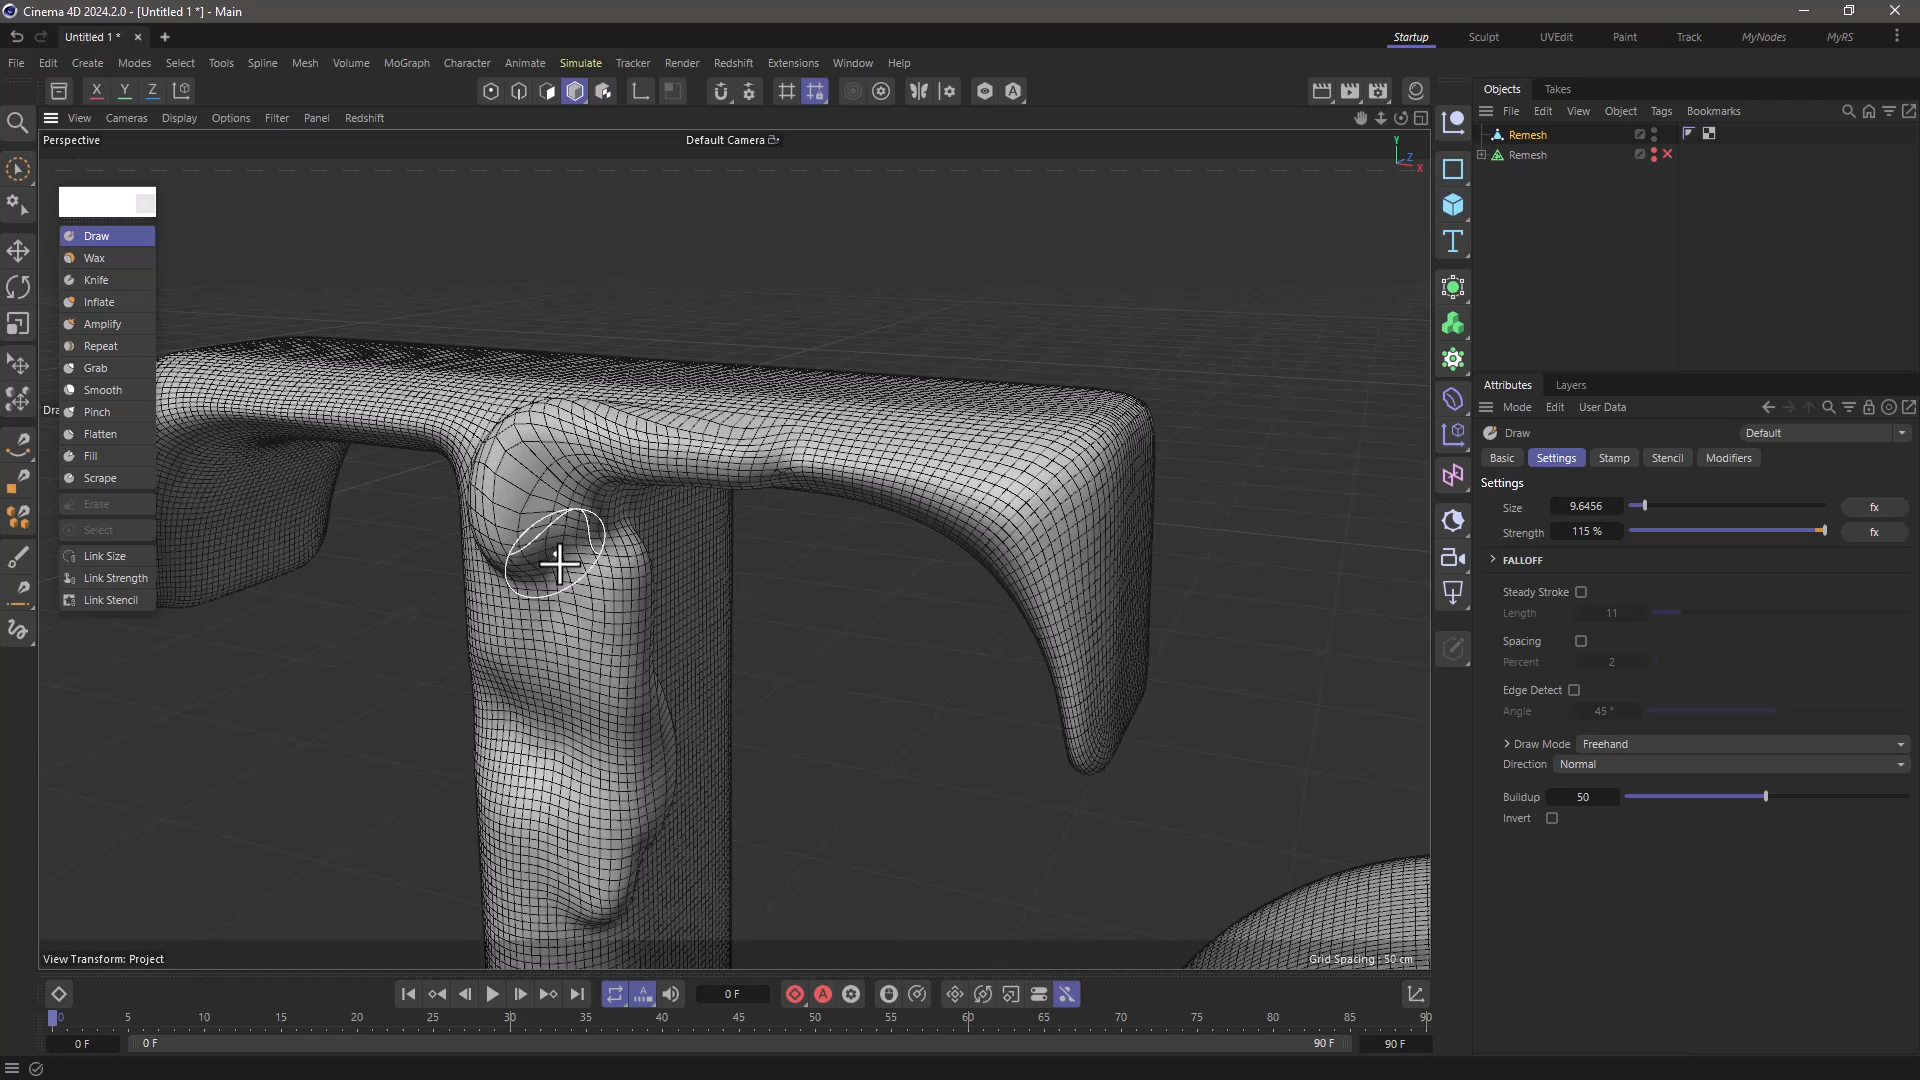 Cinema 4D 2024.2.0 - [Untitled 1 *] - Main
Untitled 1 *
Startup
Sculpt
UVEdit
Paint
Track
MyNodes
MyRS
File Edit Create Modes Select Tools Spline Mesh Volume MoGraph Character Animate Simulate Tracker Render Redshift Extensions Window Help
X Y Z
View Cameras Display Options Filter Panel Redshift
Perspective
Default Camera
Y
Z
X
Draw
Wax
Knife
Inflate
Amplify
Repeat
Grab
Smooth
Pinch
Dra
Flatten
Fill
Scrape
Erase
Select
Link Size
Link Strength
Link Stencil
View Transform: Project
Grid Spacing : 50 cm
Objects Takes
File Edit View Object Tags Bookmarks
Remesh
Remesh
Attributes Layers
Mode Edit User Data
Draw
Default
Basic Settings Stamp Stencil Modifiers
Settings
Size 9.6456 fx
Strength 115 % fx
FALLOFF
Steady Stroke
Length 11
Spacing
Percent 2
Edge Detect
Angle 45 °
Draw Mode Freehand
Direction Normal
Buildup 50
Invert
0 F
0 5 10 15 20 25 30 35 40 45 50 55 60 65 70 75 80 85 90
0 F 0 F 90 F 90 F